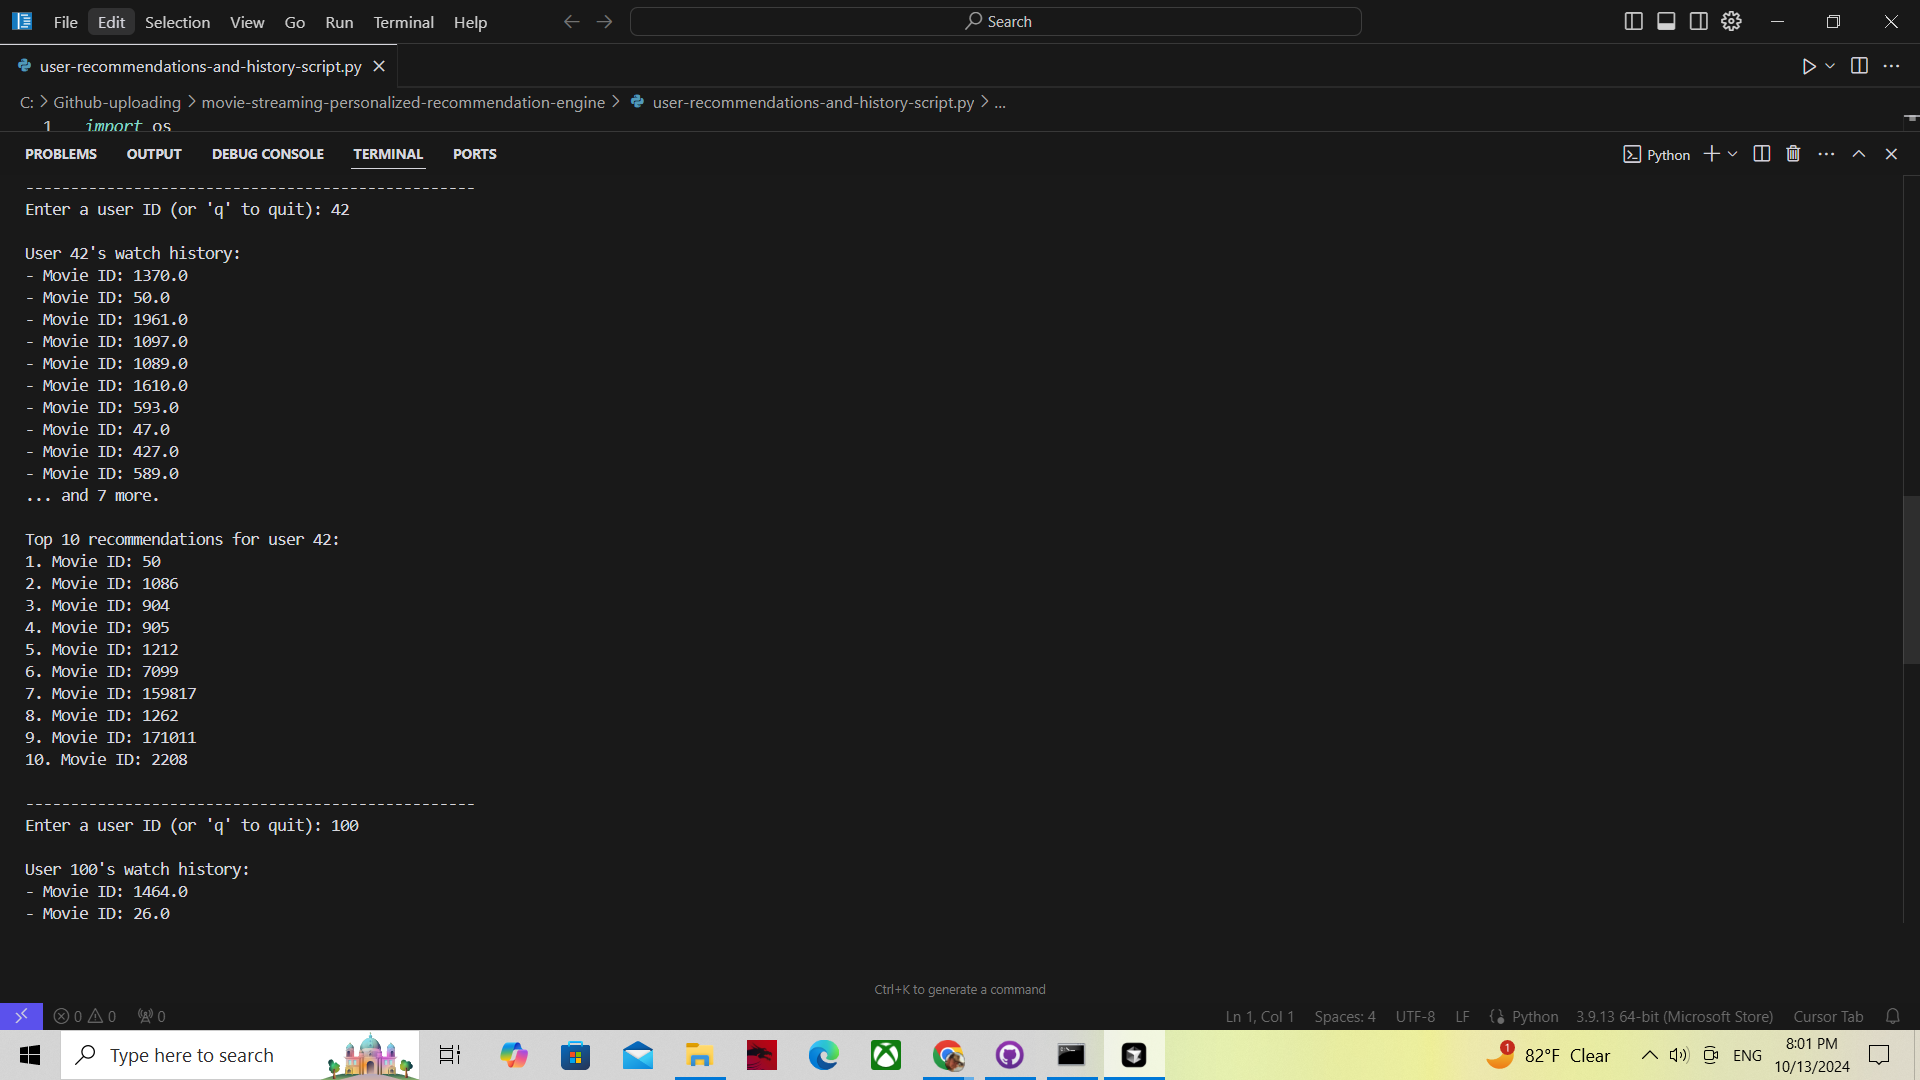 File Edit Selection View Go Run Terminal Help Search
user-recommendations-and-history-script.py
C: > Github-uploading > movie-streaming-personalized-recommendation-engine > user-recommendations-and-history-script.py > ...
1 import os
PROBLEMS OUTPUT DEBUG CONSOLE TERMINAL PORTS Python
--------------------------------------------------
Enter a user ID (or 'q' to quit): 42
User 42's watch history:
- Movie ID: 1370.0
- Movie ID: 50.0
- Movie ID: 1961.0
- Movie ID: 1097.0
- Movie ID: 1089.0
- Movie ID: 1610.0
- Movie ID: 593.0
- Movie ID: 47.0
- Movie ID: 427.0
- Movie ID: 589.0
... and 7 more.
Top 10 recommendations for user 42:
1. Movie ID: 50
2. Movie ID: 1086
3. Movie ID: 904
4. Movie ID: 905
5. Movie ID: 1212
6. Movie ID: 7099
7. Movie ID: 159817
8. Movie ID: 1262
9. Movie ID: 171011
10. Movie ID: 2208
--------------------------------------------------
Enter a user ID (or 'q' to quit): 100
User 100's watch history:
- Movie ID: 1464.0
- Movie ID: 26.0
Ctrl+K to generate a command
0 0 0 Ln 1, Col 1 Spaces: 4 UTF-8 LF Python 3.9.13 64-bit (Microsoft Store) Cursor Tab
Type here to search 1 82°F Clear ENG 8:01 PM
10/13/2024